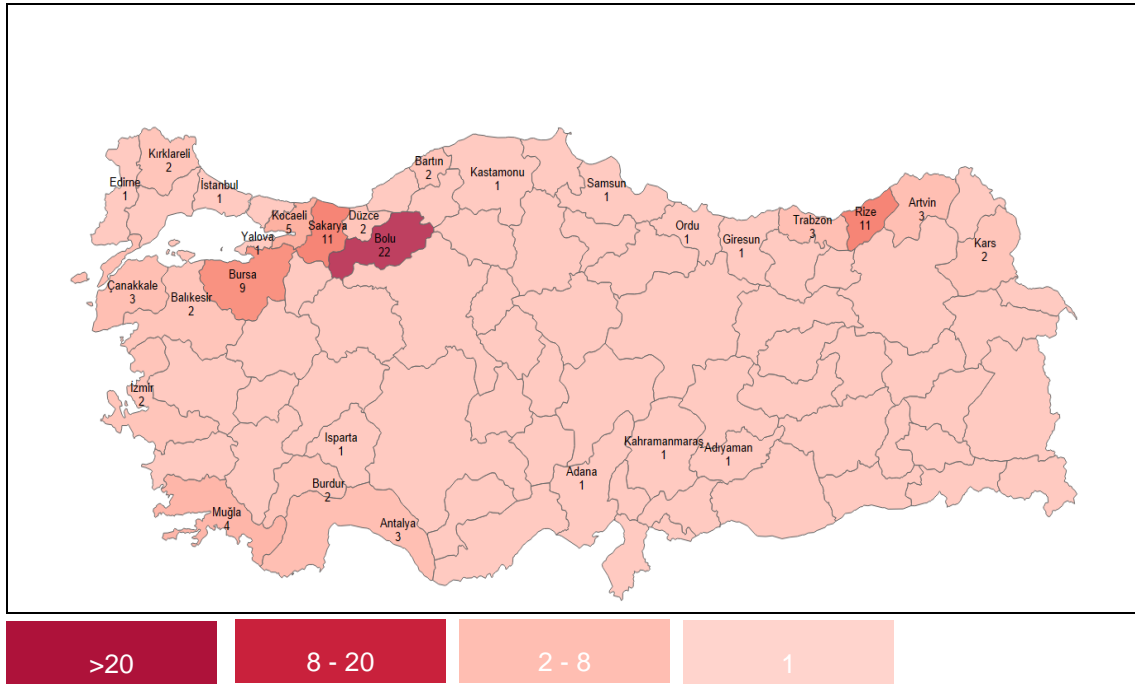 Kırklareli
2
Edirne
1
İstanbul
1
Kocaeli
5
Sakarya
11
Düzce
2
Yalova
1
Bolu
22
Bartın
2
Kastamonu
1
Samsun
1
Ordu
1
Giresun
1
Trabzon
3
Rize
11
Artvin
3
Kars
2
Bursa
9
Çanakkale
3
Balıkesir
2
İzmir
2
Isparta
1
Burdur
2
Muğla
4
Antalya
3
Adana
1
Kahramanmaraş
1
Adıyaman
1
>20
8 - 20
2 - 8
1